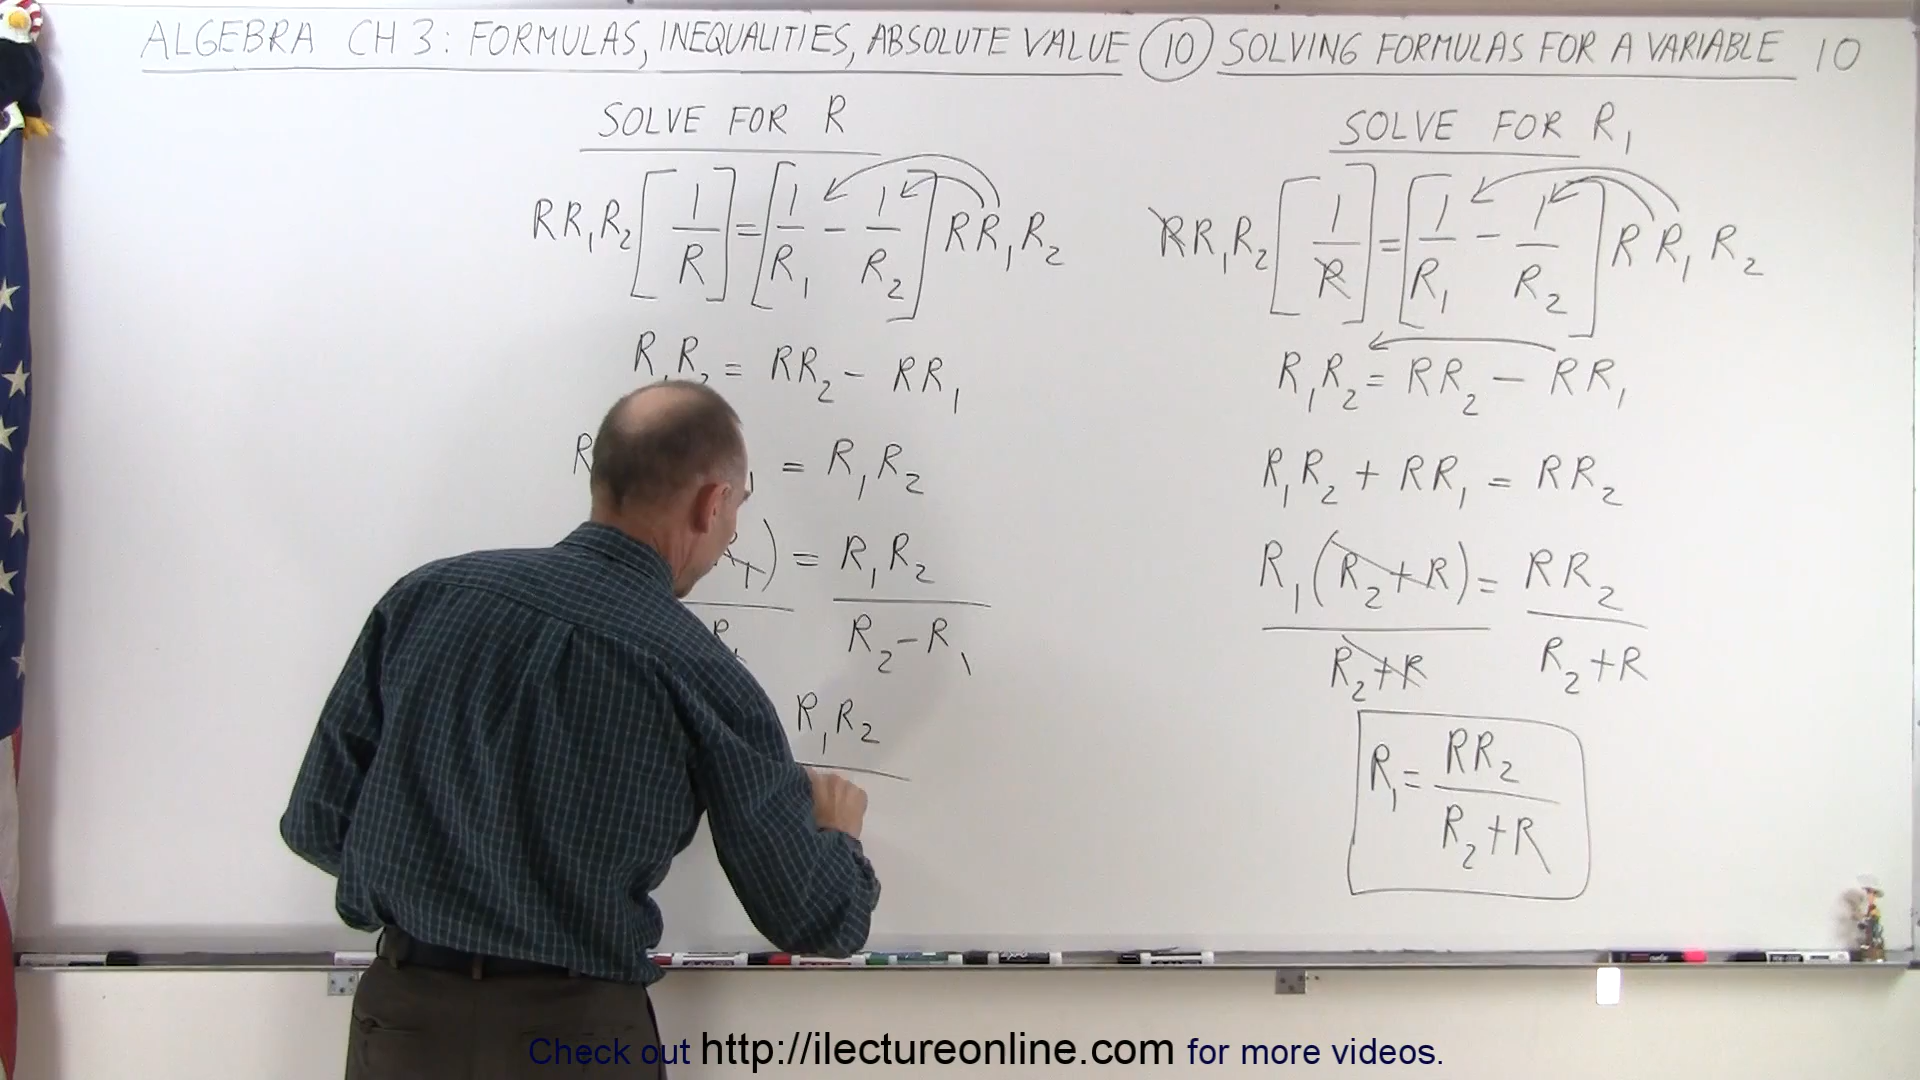 ALGEBRA CH 3: FORMULAS, INEQUALITIES, ABSOLUTE VALUE (10) SOLVING FORMULAS FOR A VARIABLE 10
SOLVE FOR R
RR₁R₂ [1/R] = [1/R₁ - 1/R₂] RR₁R₂
R₁R₂ = RR₂ - RR₁
R = R₁R₂
) = R₁R₂
R₂ - R₁
R₁R₂
SOLVE FOR R₁
RR₁R₂ [1/R] = [1/R₁ - 1/R₂] RR₁R₂
R₁R₂ = RR₂ - RR₁
R₁R₂ + RR₁ = RR₂
R₁(R₂+R) = RR₂
R₂+R R₂+R
R₁ = RR₂
R₂+R
Check out http://ilectureonline.com for more videos.